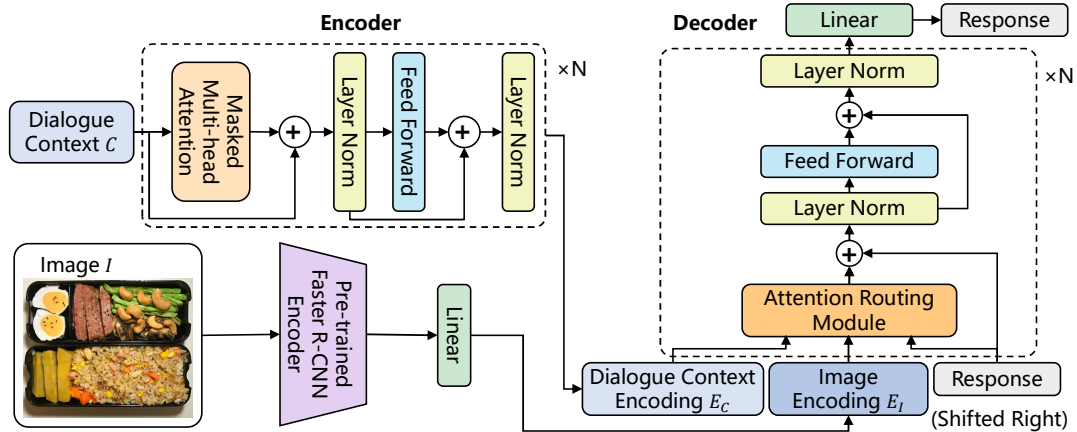 Encoder
×N
Dialogue
Context C
Masked
Multi-head
Attention
+
Layer Norm
Feed Forward
+
Layer Norm
Image I
Pre-trained
Faster R-CNN
Encoder
Linear
Decoder
×N
Linear
Response
Layer Norm
+
Feed Forward
Layer Norm
+
Attention Routing
Module
Dialogue Context
Encoding E_C
Image
Encoding E_I
Response
(Shifted Right)